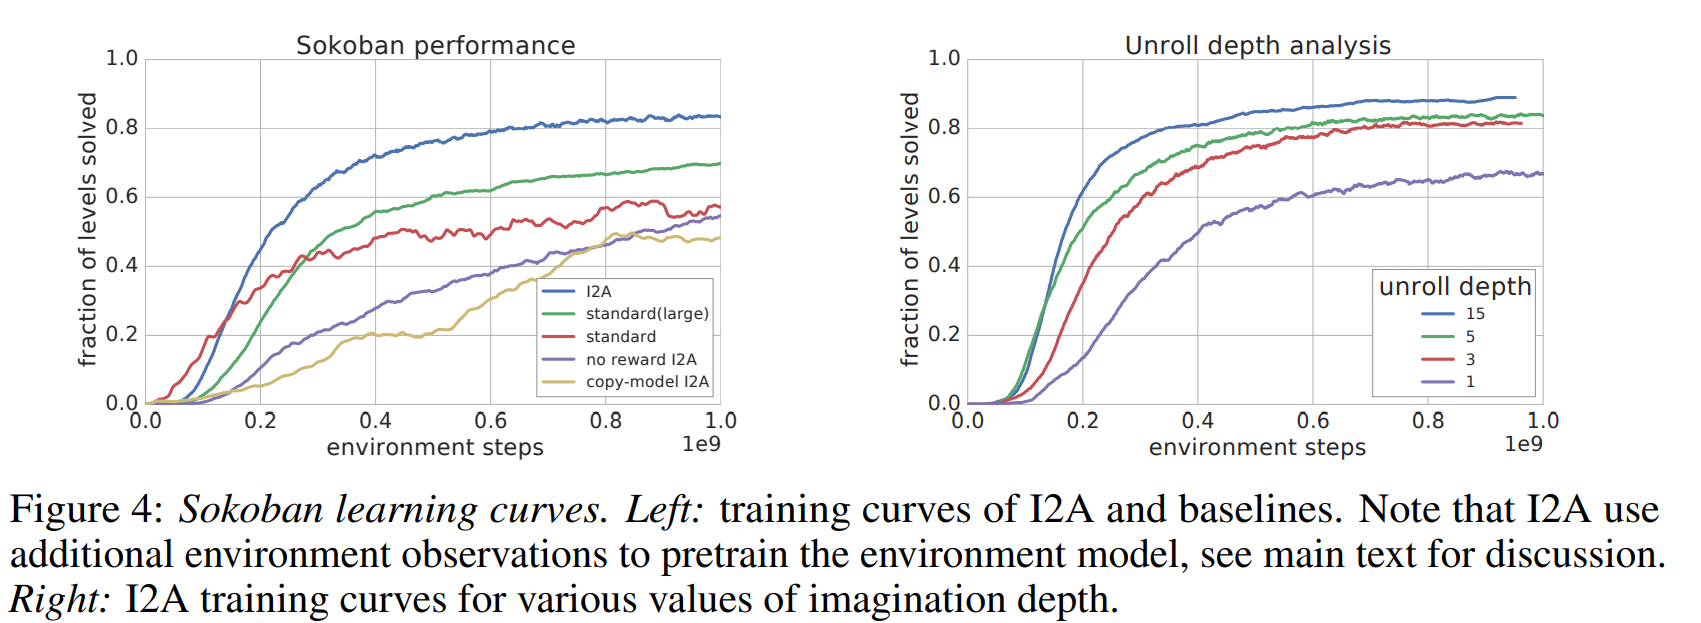 Sokoban performance
fraction of levels solved
1.0
0.8
0.6
0.4
0.2
0.0
0.0 0.2 0.4 0.6 0.8 1.0
environment steps
1e9
I2A
standard(large)
standard
no reward I2A
copy-model I2A
Unroll depth analysis
fraction of levels solved
1.0
0.8
0.6
0.4
0.2
0.0
0.0 0.2 0.4 0.6 0.8 1.0
environment steps
1e9
unroll depth
15
5
3
1
Figure 4: Sokoban learning curves. Left: training curves of I2A and baselines. Note that I2A use
additional environment observations to pretrain the environment model, see main text for discussion.
Right: I2A training curves for various values of imagination depth.